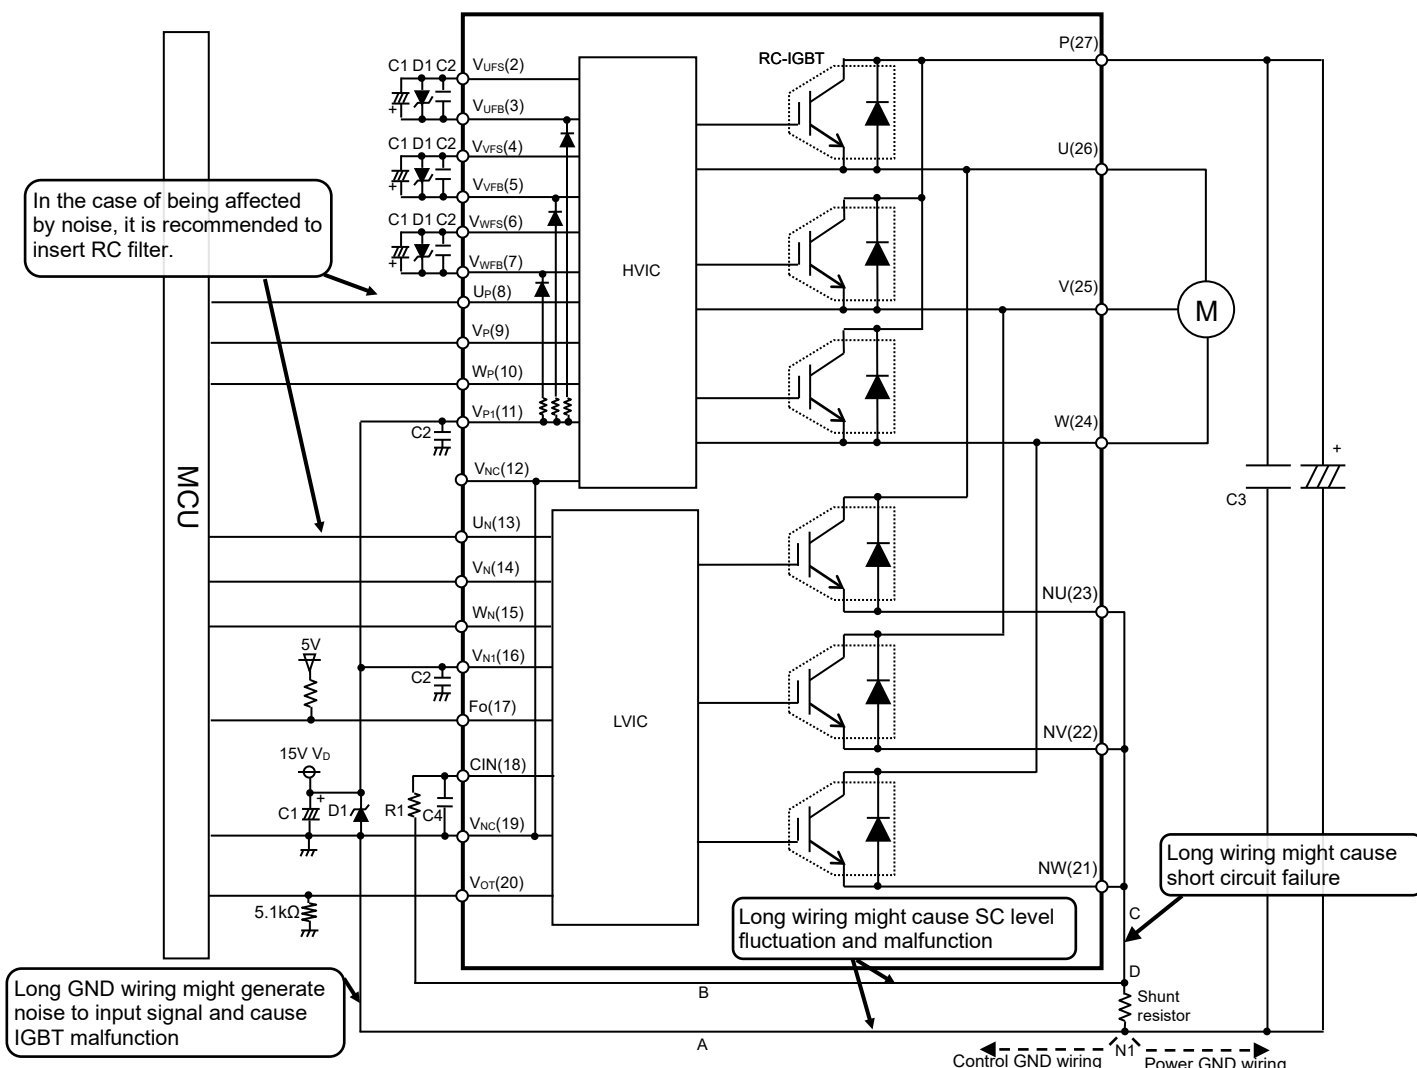 P(27)
RC-IGBT
C1 D1 C2
VUFS(2)
+
VUFB(3)
C1 D1 C2
VVFS(4)
U(26)
+
VVFB(5)
In the case of being affected
by noise, it is recommended to
insert RC filter.
C1 D1 C2
VWFS(6)
+
VWFB(7)
HVIC
UP(8)
V(25)
M
VP(9)
WP(10)
VP1(11)
C2
W(24)
+
C3
VNC(12)
MCU
UN(13)
VN(14)
NU(23)
WN(15)
5V
VN1(16)
C2
Fo(17)
LVIC
NV(22)
15V VD
CIN(18)
+
C1
D1
R1
C4
VNC(19)
Long wiring might cause
short circuit failure
NW(21)
VOT(20)
5.1kΩ
Long wiring might cause SC level
fluctuation and malfunction
C
D
Long GND wiring might generate
noise to input signal and cause
IGBT malfunction
B
Shunt
resistor
A
N1
Control GND wiring
Power GND wiring